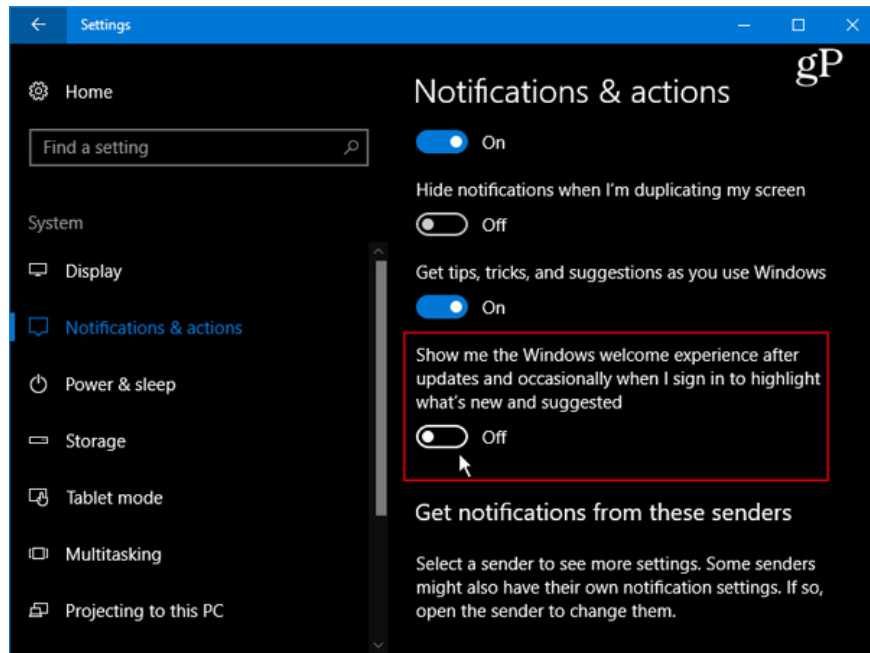 Settings
gP
Home
Find a setting
System
Display
Notifications & actions
Power & sleep
Storage
Tablet mode
Multitasking
Projecting to this PC
Notifications & actions
On
Hide notifications when I'm duplicating my screen
Off
Get tips, tricks, and suggestions as you use Windows
On
Show me the Windows welcome experience after
updates and occasionally when I sign in to highlight
what's new and suggested
Off
Get notifications from these senders
Select a sender to see more settings. Some senders
might also have their own notification settings. If so,
open the sender to change them.